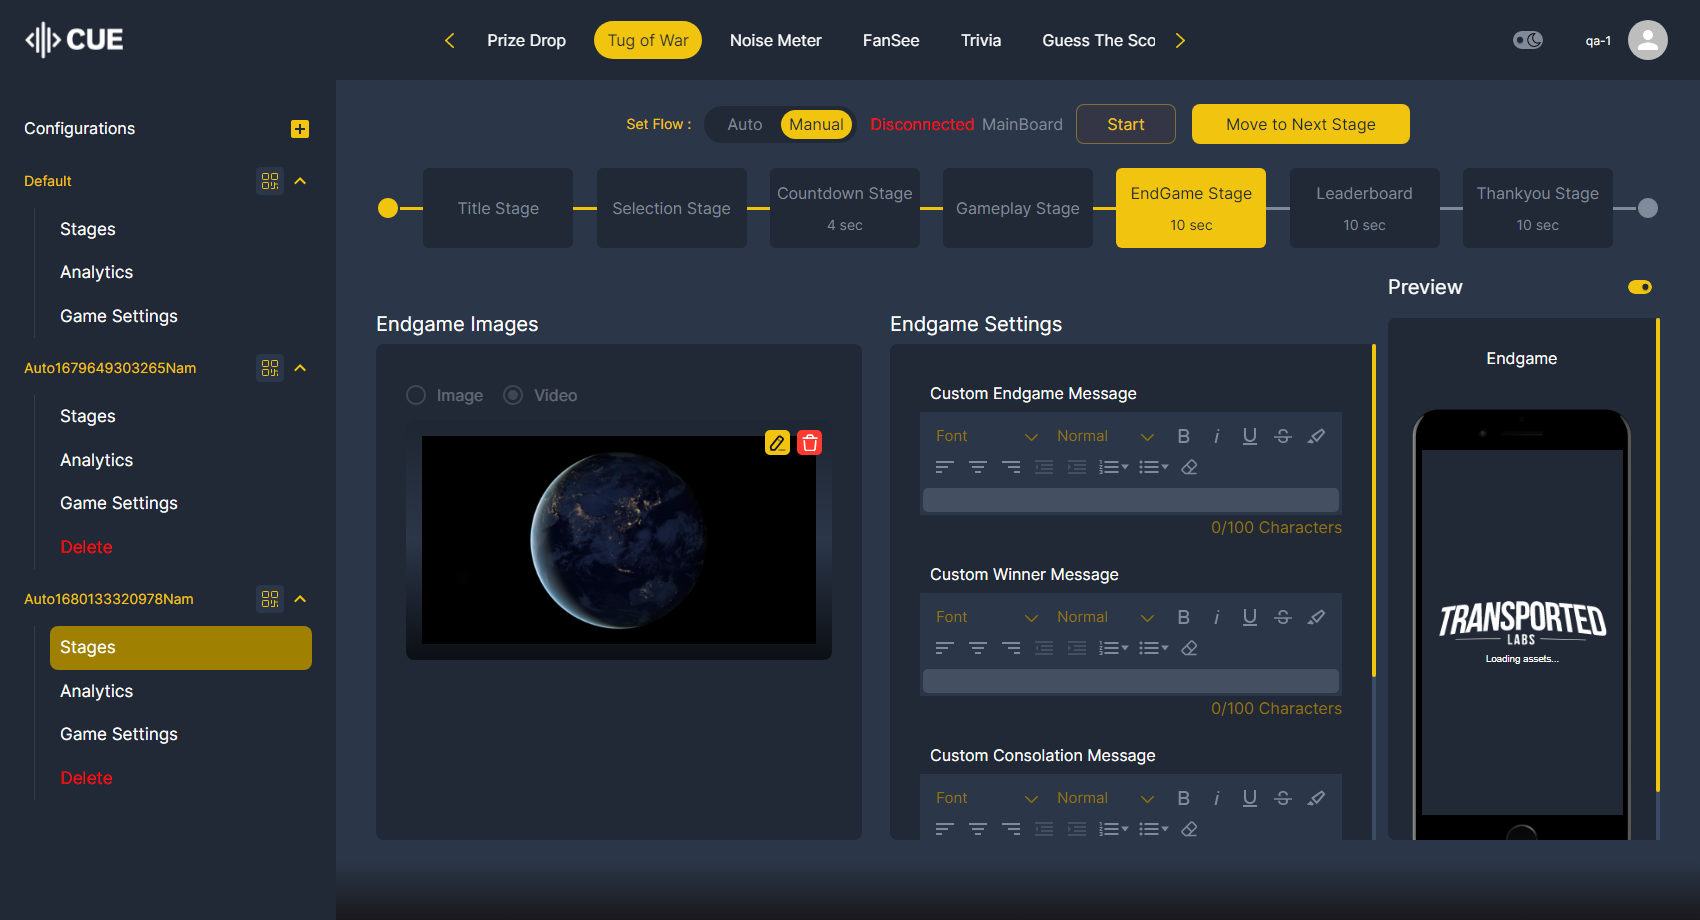 CUE
Prize Drop
Tug of War
Noise Meter
FanSee
Trivia
Guess The Sco
qa-1
Configurations
Set Flow :
Auto
Manual
Disconnected MainBoard
Start
Move to Next Stage
Default
Stages
Analytics
Game Settings
Auto1679649303265Nam
Stages
Analytics
Game Settings
Delete
Auto1680133320978Nam
Stages
Analytics
Game Settings
Delete
Title Stage
Selection Stage
Countdown Stage
4 sec
Gameplay Stage
EndGame Stage
10 sec
Leaderboard
10 sec
Thankyou Stage
10 sec
Endgame Images
Image
Video
Endgame Settings
Custom Endgame Message
Font
Normal
B
i
U
S
0/100 Characters
Custom Winner Message
Font
Normal
B
i
U
S
0/100 Characters
Custom Consolation Message
Font
Normal
B
i
U
S
Preview
Endgame
TRANSPORTED
LABS
Loading assets...